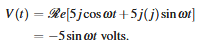 V(t) = ℛe[5j cos ωt + 5j(j) sin ωt]
= −5 sin ωt volts.